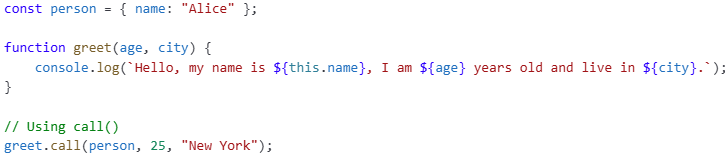 const person = { name: "Alice" };

function greet(age, city) {
    console.log(`Hello, my name is ${this.name}, I am ${age} years old and live in ${city}.`);
}

// Using call()
greet.call(person, 25, "New York");